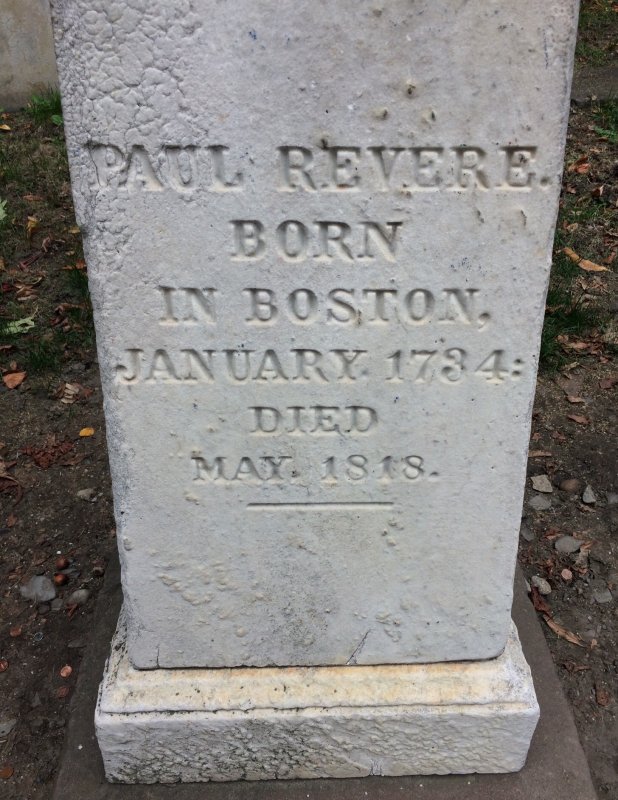 PAUL REVERE.
BORN
IN BOSTON,
JANUARY. 1734:
DIED
MAY. 1818.